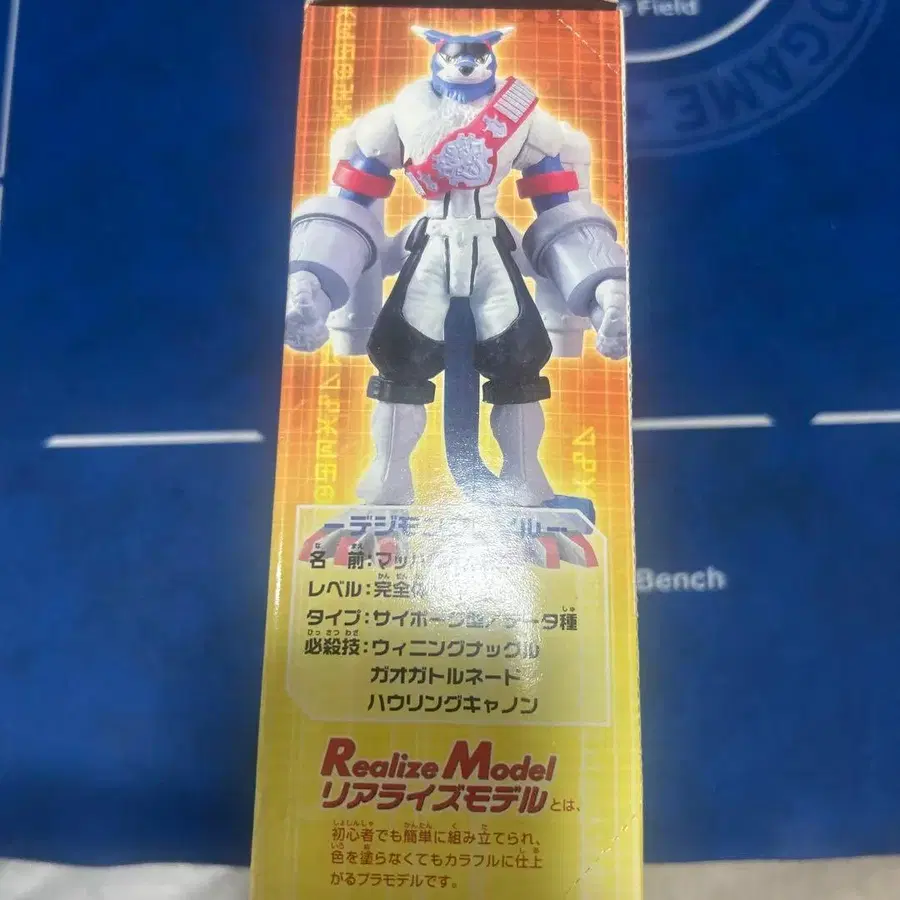 Field
GAME
Bench
名前:マッハ
レベル:完全体
タイプ:サイボーグ型/データ種
必殺技:ウィニングナックル
ガオガトルネード
ハウリングキャノン
Realize Model
リアライズモデルとは、
初心者でも簡単に組み立てられ、
色を塗らなくてもカラフルに仕上
がるプラモデルです。